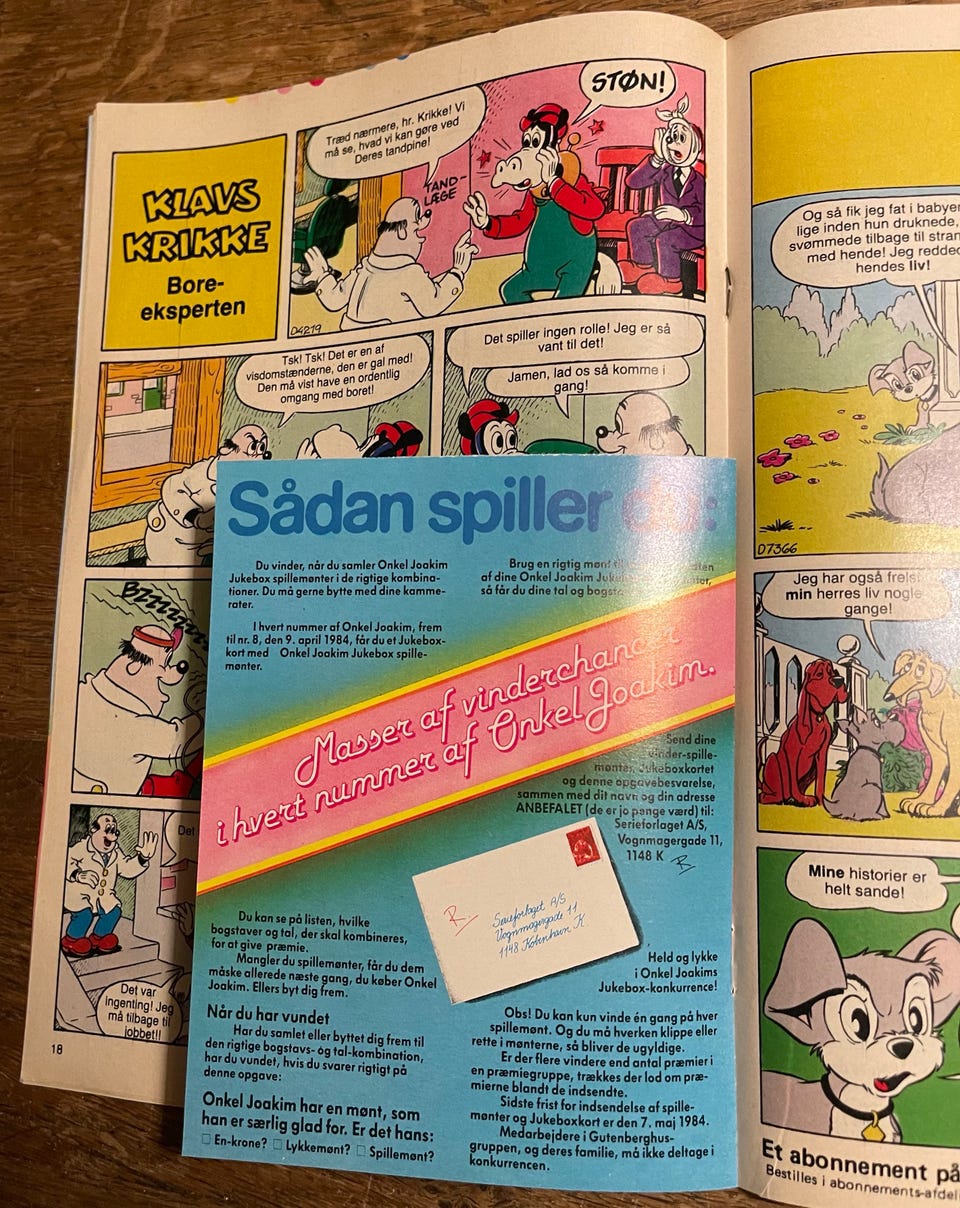 KLAVS
KRIKKE
Bore-
eksperten
Træd nærmere, hr. Krikke! Vi
må se, hvad vi kan gøre ved
Deres tandpine!
TAND-
LÆGE
STØN!
D4219
Tsk! Tsk! Det er en af
visdomstænderne, den er gal med!
Den må vist have en ordentlig
omgang med boret!
Det spiller ingen rolle! Jeg er så
vant til det!
Jamen, lad os så komme i
gang!
BZZZZZZ
Det
Det var
ingenting! Jeg
må tilbage til
jobbet!!
18
Sådan spiller du:
Du vinder, når du samler Onkel Joakim
Jukebox spillemønter i de rigtige kombina-
tioner. Du må gerne bytte med dine kamme-
rater.
I hvert nummer af Onkel Joakim, frem
til nr. 8, den 9. april 1984, får du et Jukebox-
kort med Onkel Joakim Jukebox spille-
mønter.
Brug en rigtig mønt til
af dine Onkel Joakim
så får du dine tal og
Masser af vinderchancer
i hvert nummer af Onkel Joakim.
Send dine
vinder-spille-
mønter, Jukeboxkortet
og denne opgavebesvarelse,
sammen med dit navn og din adresse
ANBEFALET (de er jo penge værd) til:
Serieforlaget A/S,
Vognmagergade 11,
1148 K
R
R.
Serieforlaget A/S
Vognmagergade 11
1148 København K
Du kan se på listen, hvilke
bogstaver og tal, der skal kombineres,
for at give præmie.
Mangler du spillemønter, får du dem
måske allerede næste gang, du køber Onkel
Joakim. Ellers byt dig frem.
Når du har vundet
Har du samlet eller byttet dig frem til
den rigtige bogstavs- og tal-kombination,
har du vundet, hvis du svarer rigtigt på
denne opgave:
Onkel Joakim har en mønt, som
han er særlig glad for. Er det hans:
□ En-krone? □ Lykkemønt? □ Spillemønt?
Held og lykke
i Onkel Joakims
Jukebox-konkurrence!
Obs! Du kan kun vinde én gang på hver
spillemønt. Og du må hverken klippe eller
rette i mønterne, så bliver de ugyldige.
Er der flere vindere end antal præmier i
en præmiegruppe, trækkes der lod om præ-
mierne blandt de indsendte.
Sidste frist for indsendelse af spille-
mønter og Jukeboxkort er den 7. maj 1984.
Medarbejdere i Gutenberghus-
gruppen, og deres familie, må ikke deltage i
konkurrencen.
Og så fik jeg fat i babyen
lige inden hun druknede,
svømmede tilbage til
med hende! Jeg
hendes liv!
D7366
Jeg har også
min herres liv
gange!
Mine historier er
helt sande!
Et abonnement på
Bestilles i